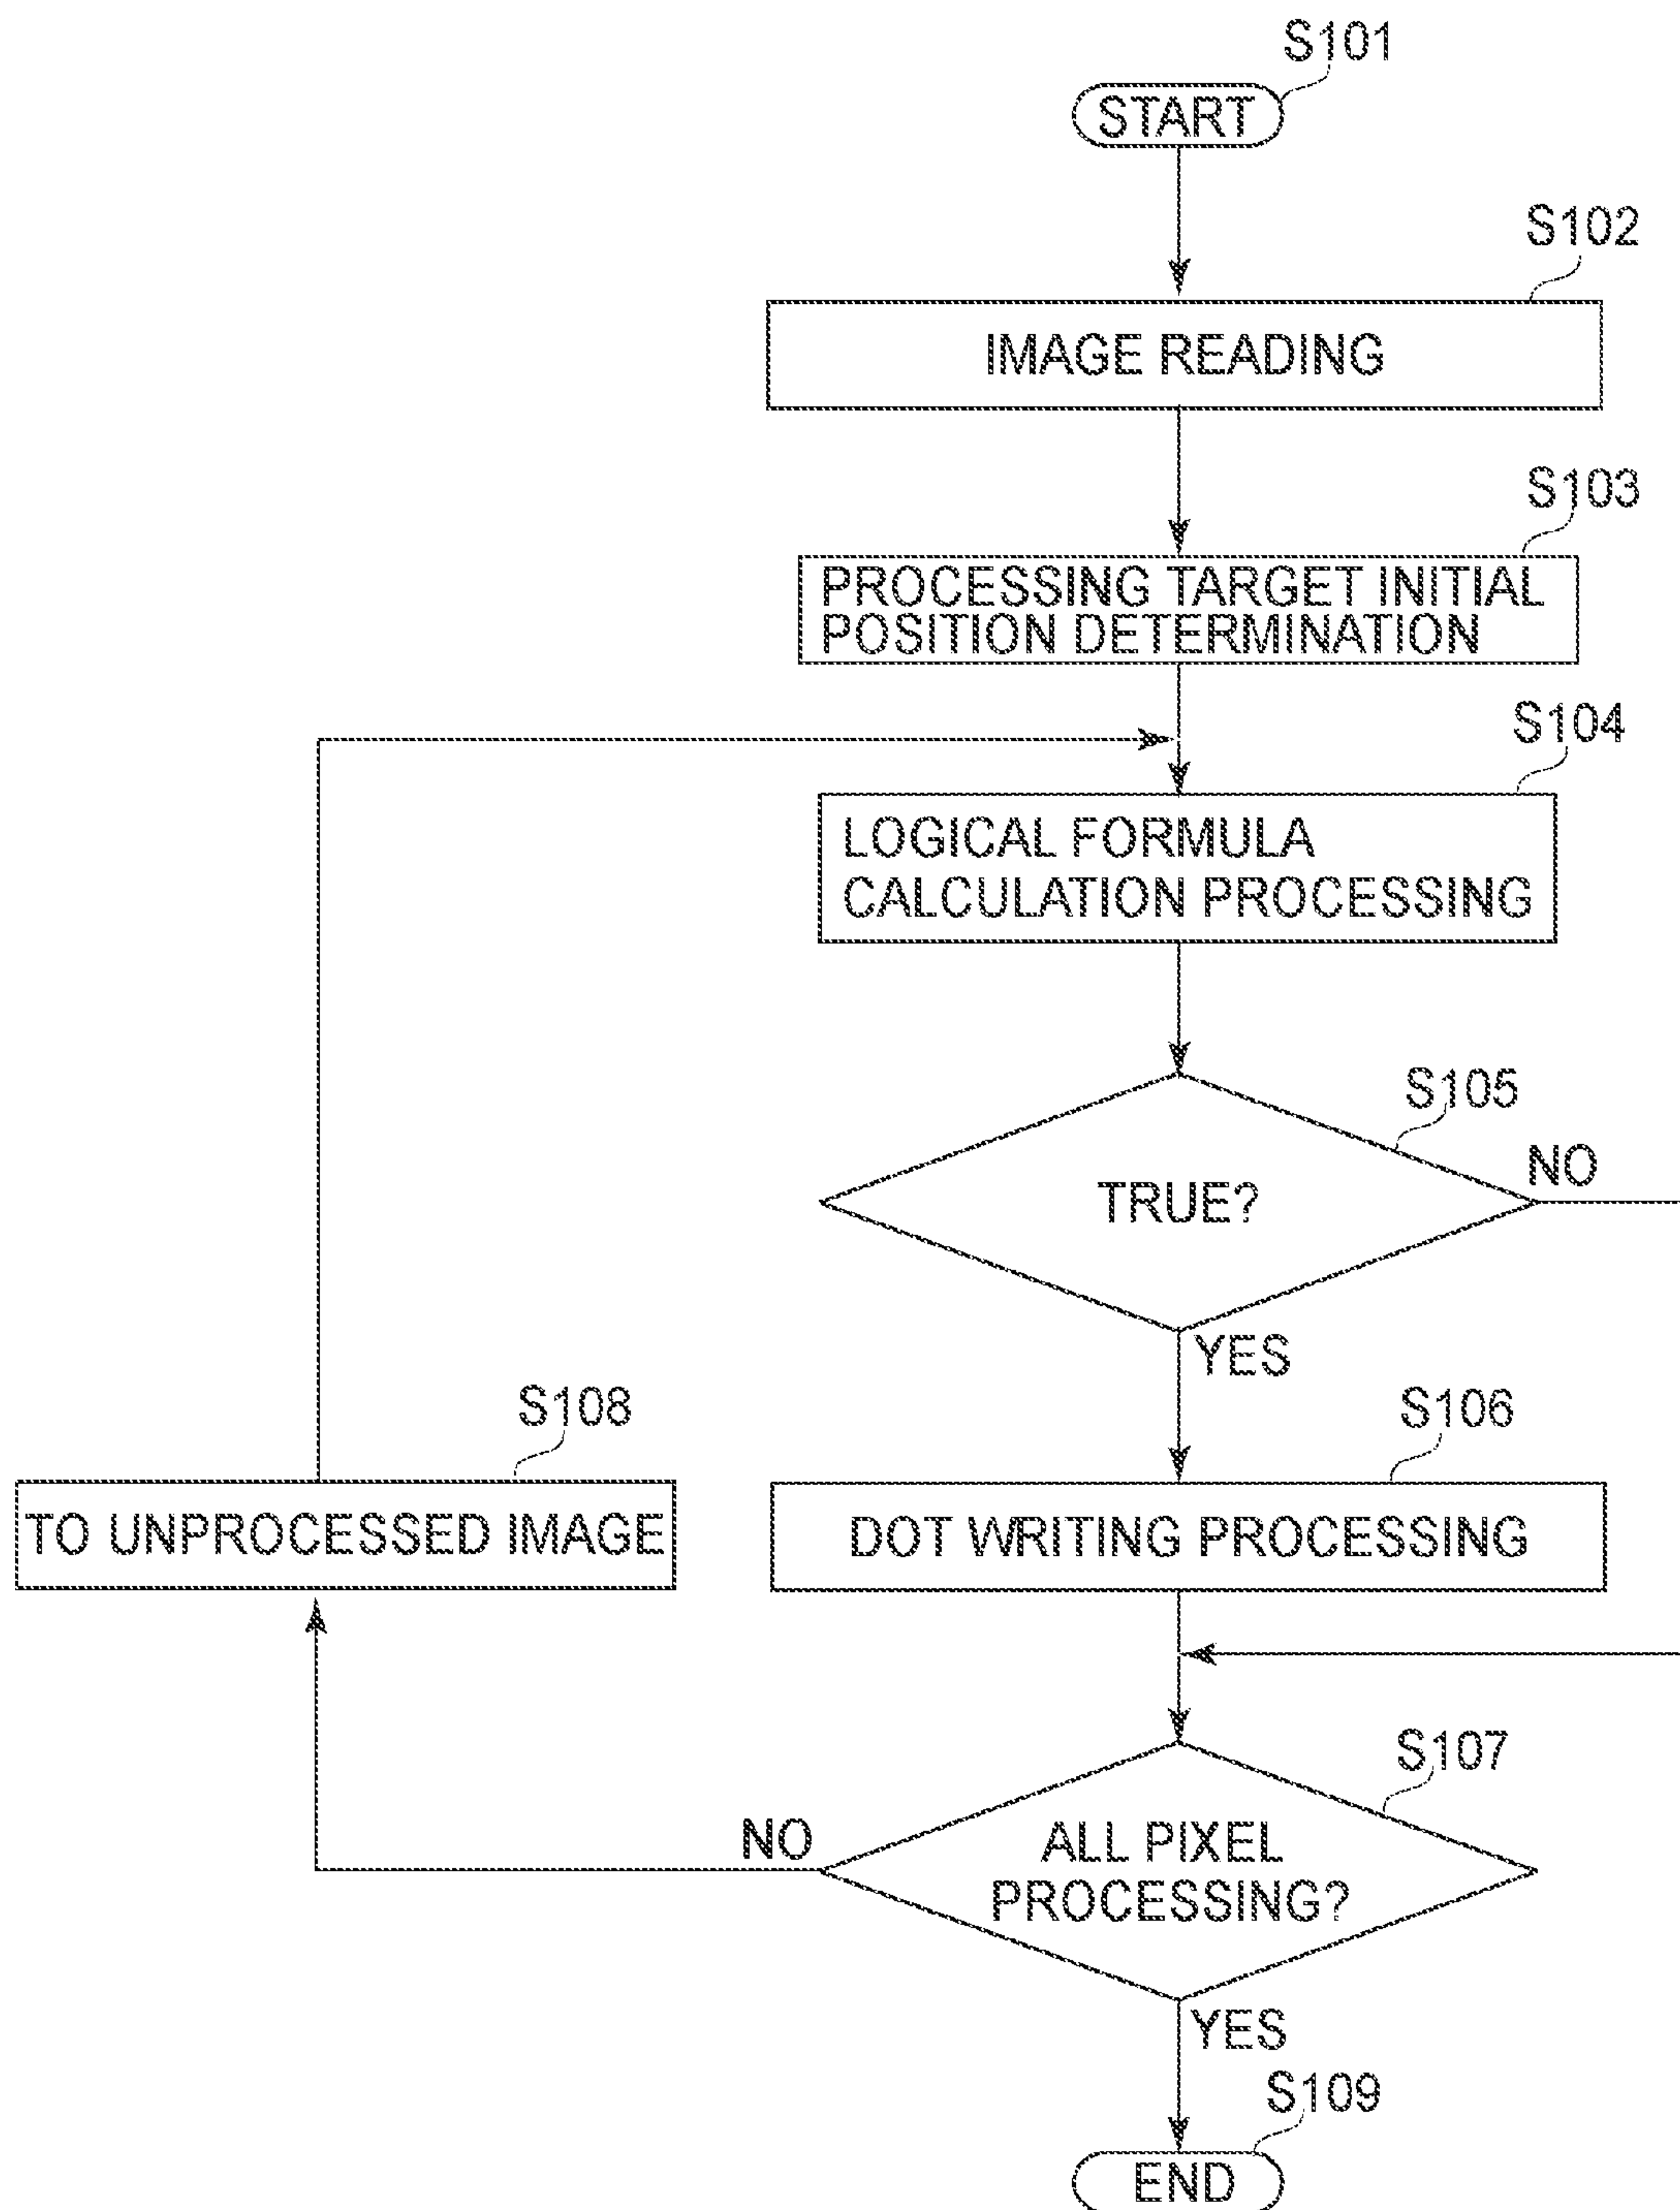 S101
START
S102
IMAGE READING
S103
PROCESSING TARGET INITIAL
POSITION DETERMINATION
S104
LOGICAL FORMULA
CALCULATION PROCESSING
S105
TRUE?
NO
YES
S106
DOT WRITING PROCESSING
S108
TO UNPROCESSED IMAGE
S107
ALL PIXEL
PROCESSING?
NO
YES
S109
END